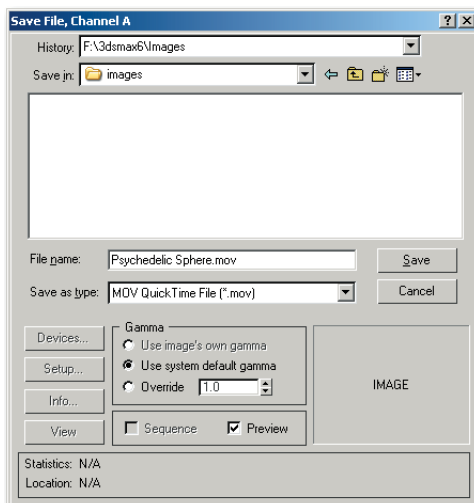 Save File, Channel A
History: F:\3dsmax6\Images
Save in: images
File name: Psychedelic Sphere.mov Save
Save as type: MOV QuickTime File (*.mov) Cancel
Devices...
Setup...
Info...
View
Gamma
Use image's own gamma
Use system default gamma
Override 1.0
Sequence Preview
IMAGE
Statistics: N/A
Location: N/A